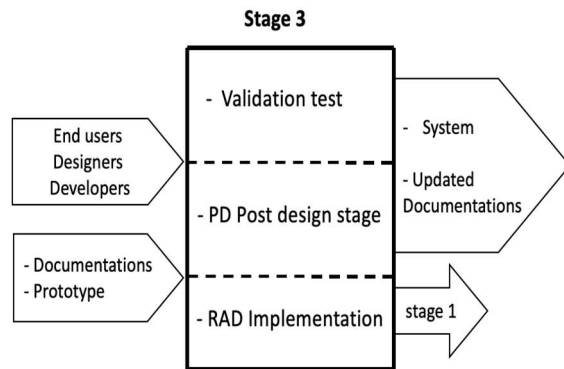 Stage 3
End users
Designers
Developers
- Documentations
- Prototype
- Validation test
- PD Post design stage
- RAD Implementation
- System
- Updated
Documentations
stage 1